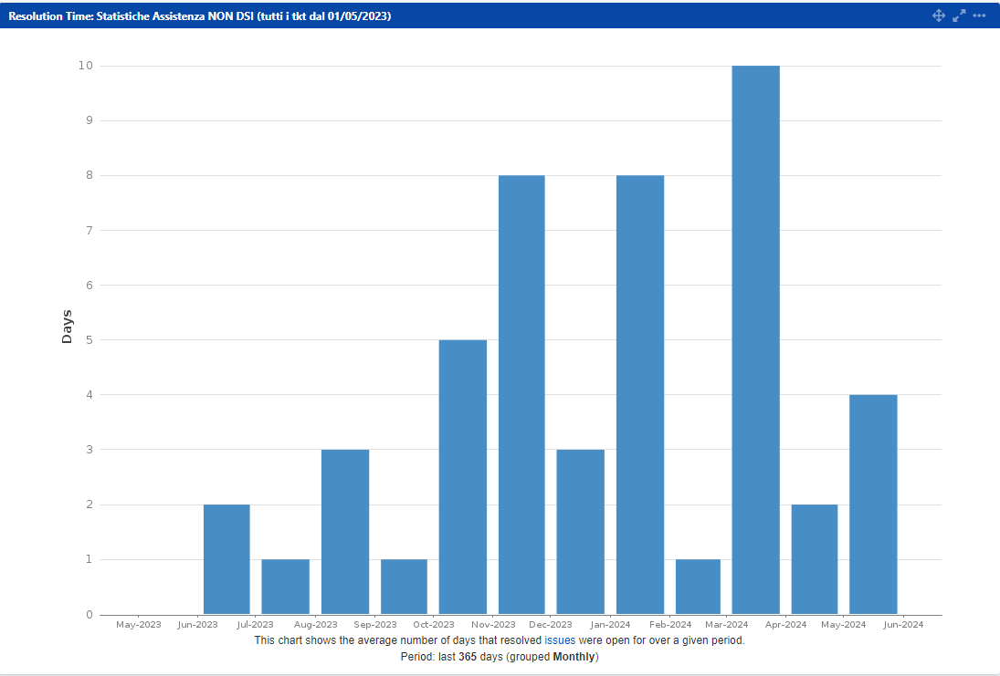 Resolution Time: Statistiche Assistenza NON DSI (tutti i tkt dal 01/05/2023)
10
9
8
7
6
5
4
3
2
1
0
Days
May-2023 Jun-2023 Jul-2023 Aug-2023 Sep-2023 Oct-2023 Nov-2023 Dec-2023 Jan-2024 Feb-2024 Mar-2024 Apr-2024 May-2024 Jun-2024
This chart shows the average number of days that resolved issues were open for over a given period.
Period: last 365 days (grouped Monthly)